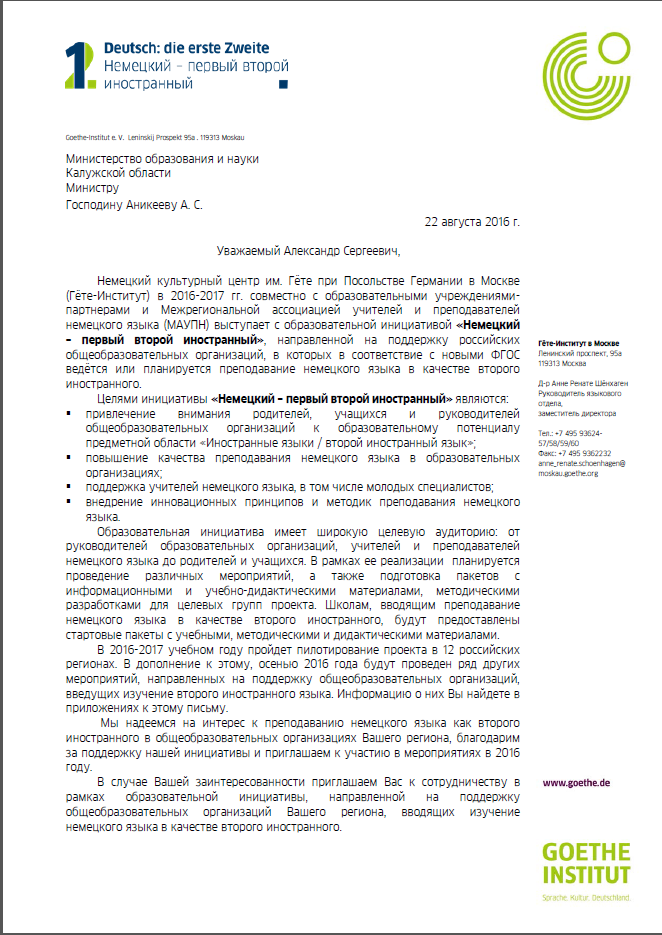 Deutsch: die erste Zweite
Немецкий – первый второй
иностранный
Goethe-Institut e. V. Leninskij Prospekt 95a . 119313 Moskau
Министерство образования и науки
Калужской области
Министру
Господину Аникееву А. С.
22 августа 2016 г.
Уважаемый Александр Сергеевич,
Немецкий культурный центр им. Гёте при Посольстве Германии в Москве
(Гёте-Институт) в 2016-2017 гг. совместно с образовательными учреждениями-
партнерами и Межрегиональной ассоциацией учителей и преподавателей
немецкого языка (МАУПН) выступает с образовательной инициативой «Немецкий
– первый второй иностранный», направленной на поддержку российских
общеобразовательных организаций, в которых в соответствие с новыми ФГОС
ведётся или планируется преподавание немецкого языка в качестве второго
иностранного.
Целями инициативы «Немецкий – первый второй иностранный» являются:
▪ привлечение внимания родителей, учащихся и руководителей
общеобразовательных организаций к образовательному потенциалу
предметной области «Иностранные языки / второй иностранный язык»;
▪ повышение качества преподавания немецкого языка в образовательных
организациях;
▪ поддержка учителей немецкого языка, в том числе молодых специалистов;
▪ внедрение инновационных принципов и методик преподавания немецкого
языка.
Образовательная инициатива имеет широкую целевую аудиторию: от
руководителей образовательных организаций, учителей и преподавателей
немецкого языка до родителей и учащихся. В рамках ее реализации планируется
проведение различных мероприятий, а также подготовка пакетов с
информационными и учебно-дидактическими материалами, методическими
разработками для целевых групп проекта. Школам, вводящим преподавание
немецкого языка в качестве второго иностранного, будут предоставлены
стартовые пакеты с учебными, методическими и дидактическими материалами.
В 2016-2017 учебном году пройдет пилотирование проекта в 12 российских
регионах. В дополнение к этому, осенью 2016 года будут проведен ряд других
мероприятий, направленных на поддержку общеобразовательных организаций,
введущих изучение второго иностранного языка. Информацию о них Вы найдете в
приложениях к этому письму.
Мы надеемся на интерес к преподаванию немецкого языка как второго
иностранного в общеобразовательных организациях Вашего региона, благодарим
за поддержку нашей инициативы и приглашаем к участию в мероприятиях в 2016
году.
В случае Вашей заинтересованности приглашаем Вас к сотрудничеству в
рамках образовательной инициативы, направленной на поддержку
общеобразовательных организаций Вашего региона, вводящих изучение
немецкого языка в качестве второго иностранного.
Гёте-Институт в Москве
Ленинский проспект, 95а
119313 Москва
Д-р Анне Ренате Шёнхаген
Руководитель языкового
отдела,
заместитель директора
Тел.: +7 495 93624-
57/58/59/60
Факс: +7 495 9362232
anne_renate.schoenhagen@
moskau.goethe.org
www.goethe.de
GOETHE
INSTITUT
Sprache. Kultur. Deutschland.